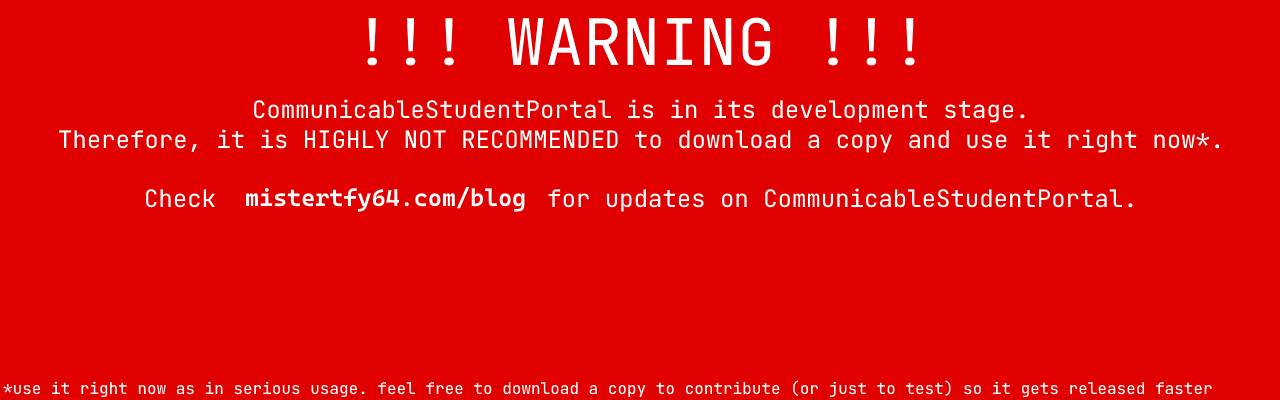 !!! WARNING !!!
CommunicableStudentPortal is in its development stage.
Therefore, it is HIGHLY NOT RECOMMENDED to download a copy and use it right now*.
Check mistertfy64.com/blog for updates on CommunicableStudentPortal.
*use it right now as in serious usage. feel free to download a copy to contribute (or just to test) so it gets released faster